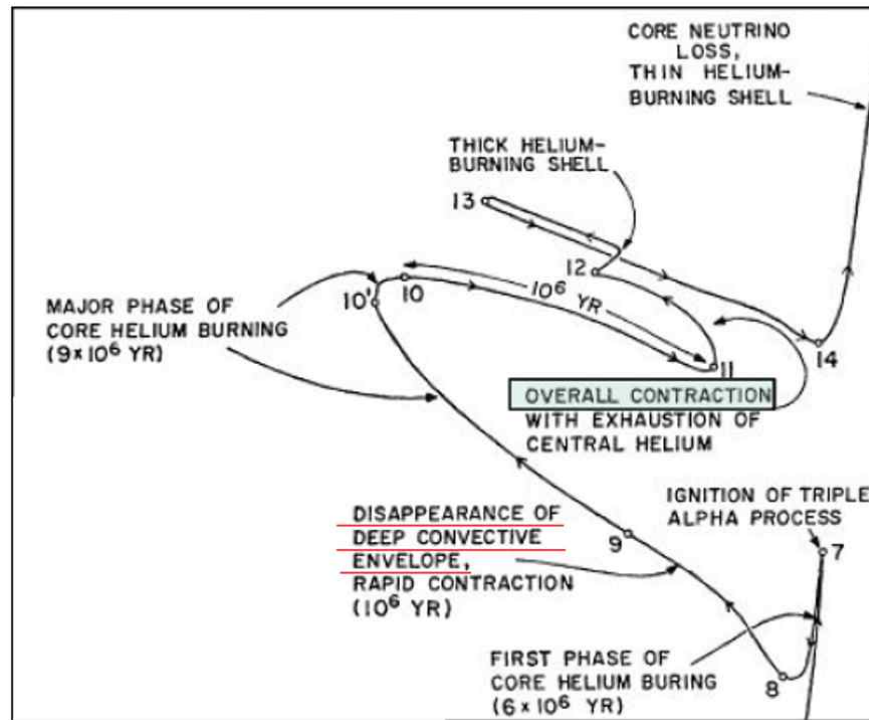 CORE NEUTRINO
LOSS,
THIN HELIUM-
BURNING SHELL
THICK HELIUM-
BURNING SHELL
13
12
10
10'
10⁶ YR
MAJOR PHASE OF
CORE HELIUM BURNING
(9×10⁶ YR)
11
14
OVERALL CONTRACTION
WITH EXHAUSTION OF
CENTRAL HELIUM
IGNITION OF TRIPLE
ALPHA PROCESS
7
DISAPPEARANCE OF
DEEP CONVECTIVE
ENVELOPE,
RAPID CONTRACTION
(10⁶ YR)
9
FIRST PHASE OF
CORE HELIUM BURING
(6×10⁶ YR)
8